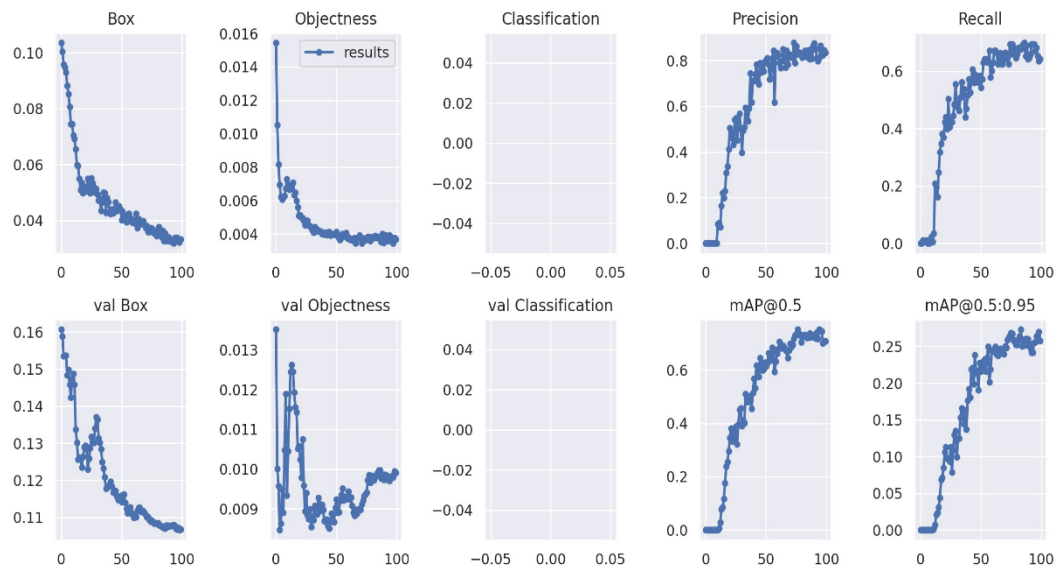 Box
Objectness
Classification
Precision
Recall
0.10
0.08
0.06
0.04
0 50 100
0.016
0.014
0.012
0.010
0.008
0.006
0.004
results
0 50 100
0.04
0.02
0.00
−0.02
−0.04
−0.05 0.00 0.05
0.8
0.6
0.4
0.2
0.0
0 50 100
0.6
0.4
0.2
0.0
0 50 100
val Box
val Objectness
val Classification
mAP@0.5
mAP@0.5:0.95
0.16
0.15
0.14
0.13
0.12
0.11
0 50 100
0.013
0.012
0.011
0.010
0.009
0 50 100
0.04
0.02
0.00
−0.02
−0.04
−0.05 0.00 0.05
0.6
0.4
0.2
0.0
0 50 100
0.25
0.20
0.15
0.10
0.05
0.00
0 50 100